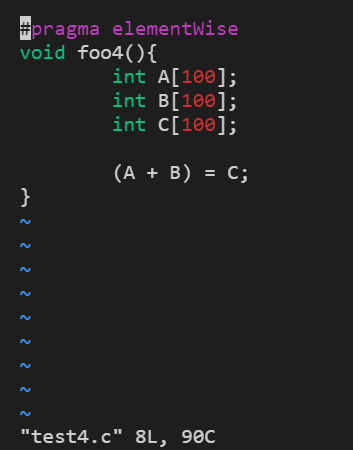 #pragma elementWise
void foo4(){
        int A[100];
        int B[100];
        int C[100];

        (A + B) = C;
}
~
~
~
~
~
~
~
~
~
"test4.c" 8L, 90C